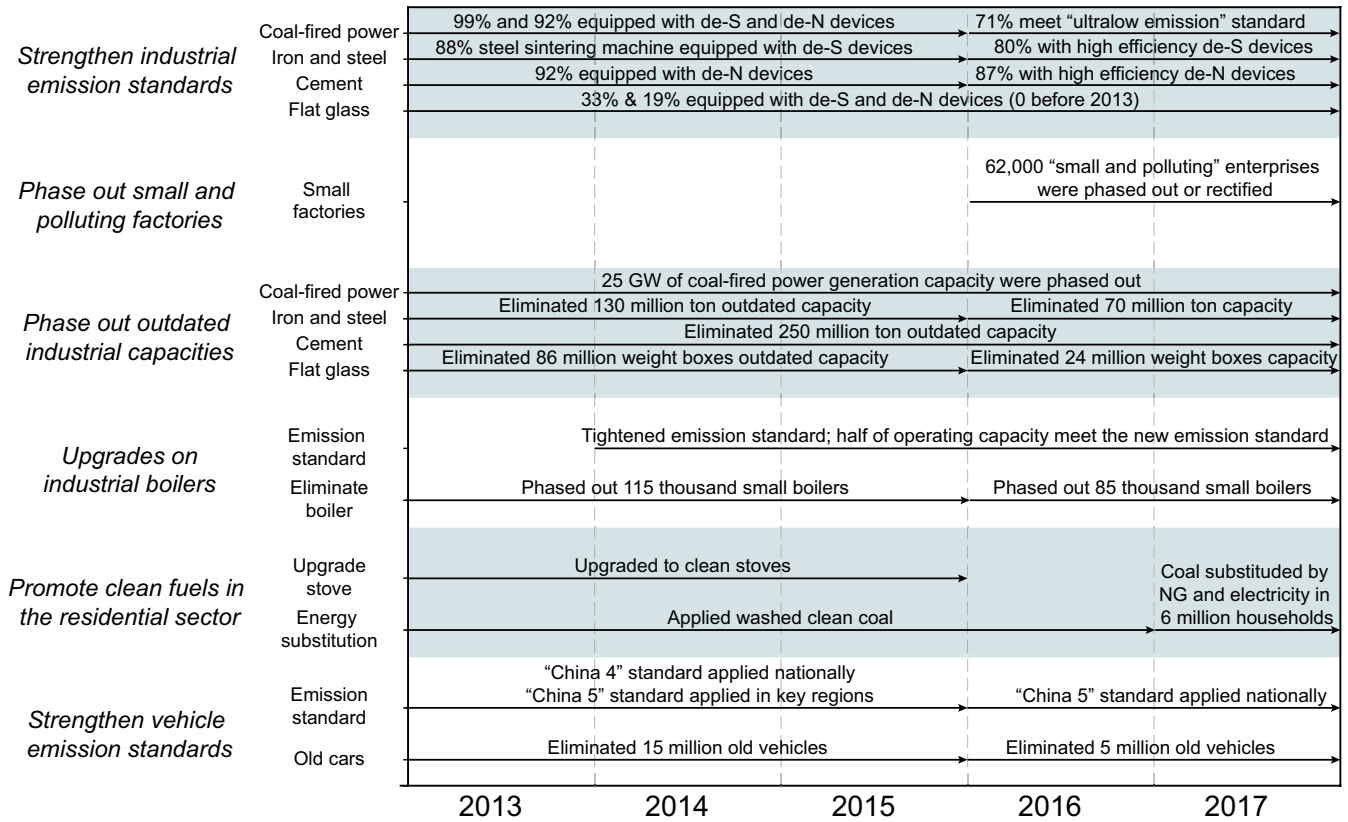 Strengthen industrial
emission standards
Coal-fired power
99% and 92% equipped with de-S and de-N devices
71% meet “ultralow emission” standard
Iron and steel
88% steel sintering machine equipped with de-S devices
80% with high efficiency de-S devices
Cement
92% equipped with de-N devices
87% with high efficiency de-N devices
Flat glass
33% & 19% equipped with de-S and de-N devices (0 before 2013)
Phase out small and
polluting factories
Small
factories
62,000 “small and polluting” enterprises
were phased out or rectified
Phase out outdated
industrial capacities
Coal-fired power
25 GW of coal-fired power generation capacity were phased out
Iron and steel
Eliminated 130 million ton outdated capacity
Eliminated 70 million ton capacity
Cement
Eliminated 250 million ton outdated capacity
Flat glass
Eliminated 86 million weight boxes outdated capacity
Eliminated 24 million weight boxes capacity
Upgrades on
industrial boilers
Emission
standard
Tightened emission standard; half of operating capacity meet the new emission standard
Eliminate
boiler
Phased out 115 thousand small boilers
Phased out 85 thousand small boilers
Promote clean fuels in
the residential sector
Upgrade
stove
Upgraded to clean stoves
Energy
substitution
Applied washed clean coal
Coal substituded by
NG and electricity in
6 million households
Strengthen vehicle
emission standards
Emission
standard
“China 4” standard applied nationally
“China 5” standard applied in key regions
“China 5” standard applied nationally
Old cars
Eliminated 15 million old vehicles
Eliminated 5 million old vehicles
2013
2014
2015
2016
2017